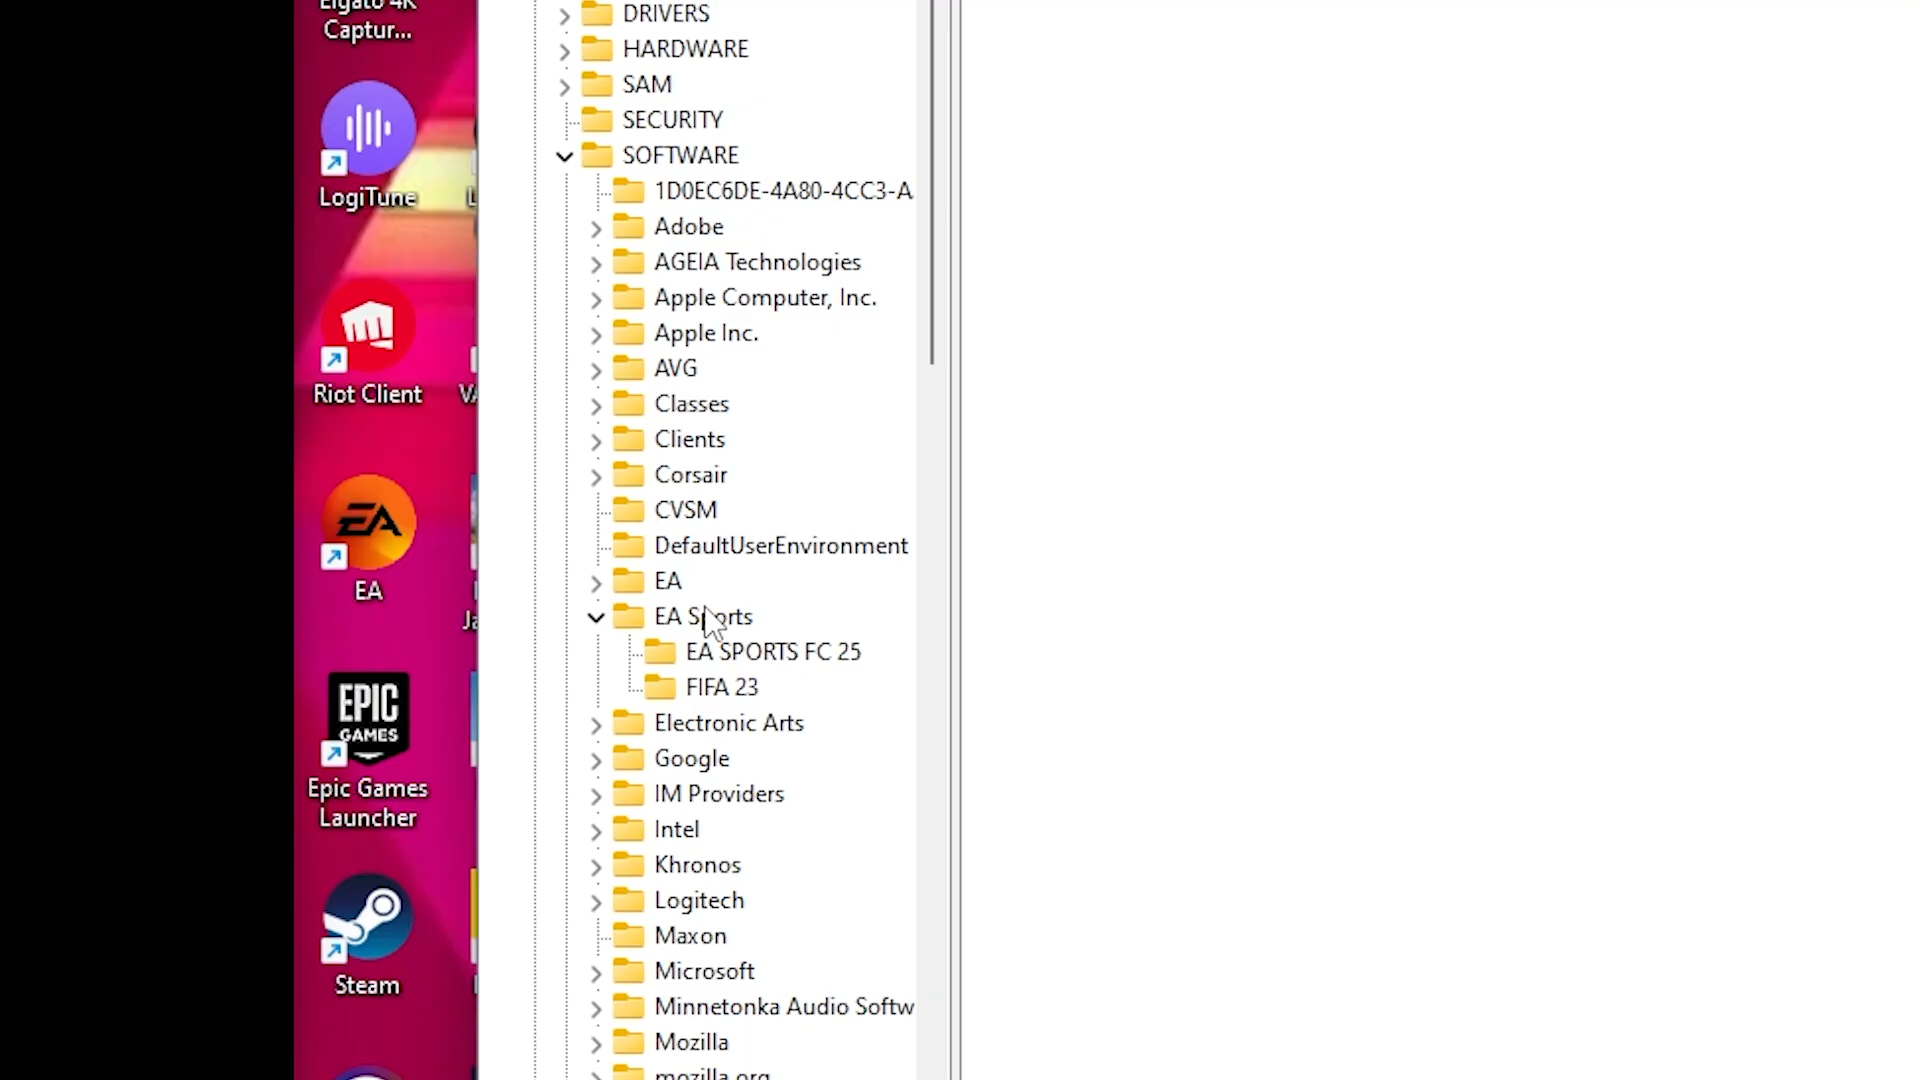 Elgato 4K
Captur...
LogiTune
Riot Client
EA
EA
EPIC
GAMES
Epic Games
Launcher
Steam
DRIVERS
HARDWARE
SAM
SECURITY
SOFTWARE
1D0EC6DE-4A80-4CC3-A
Adobe
AGEIA Technologies
Apple Computer, Inc.
Apple Inc.
AVG
Classes
Clients
Corsair
CVSM
DefaultUserEnvironment
EA
EA Sports
EA SPORTS FC 25
FIFA 23
Electronic Arts
Google
IM Providers
Intel
Khronos
Logitech
Maxon
Microsoft
Minnetonka Audio Softw
Mozilla
mozilla.org